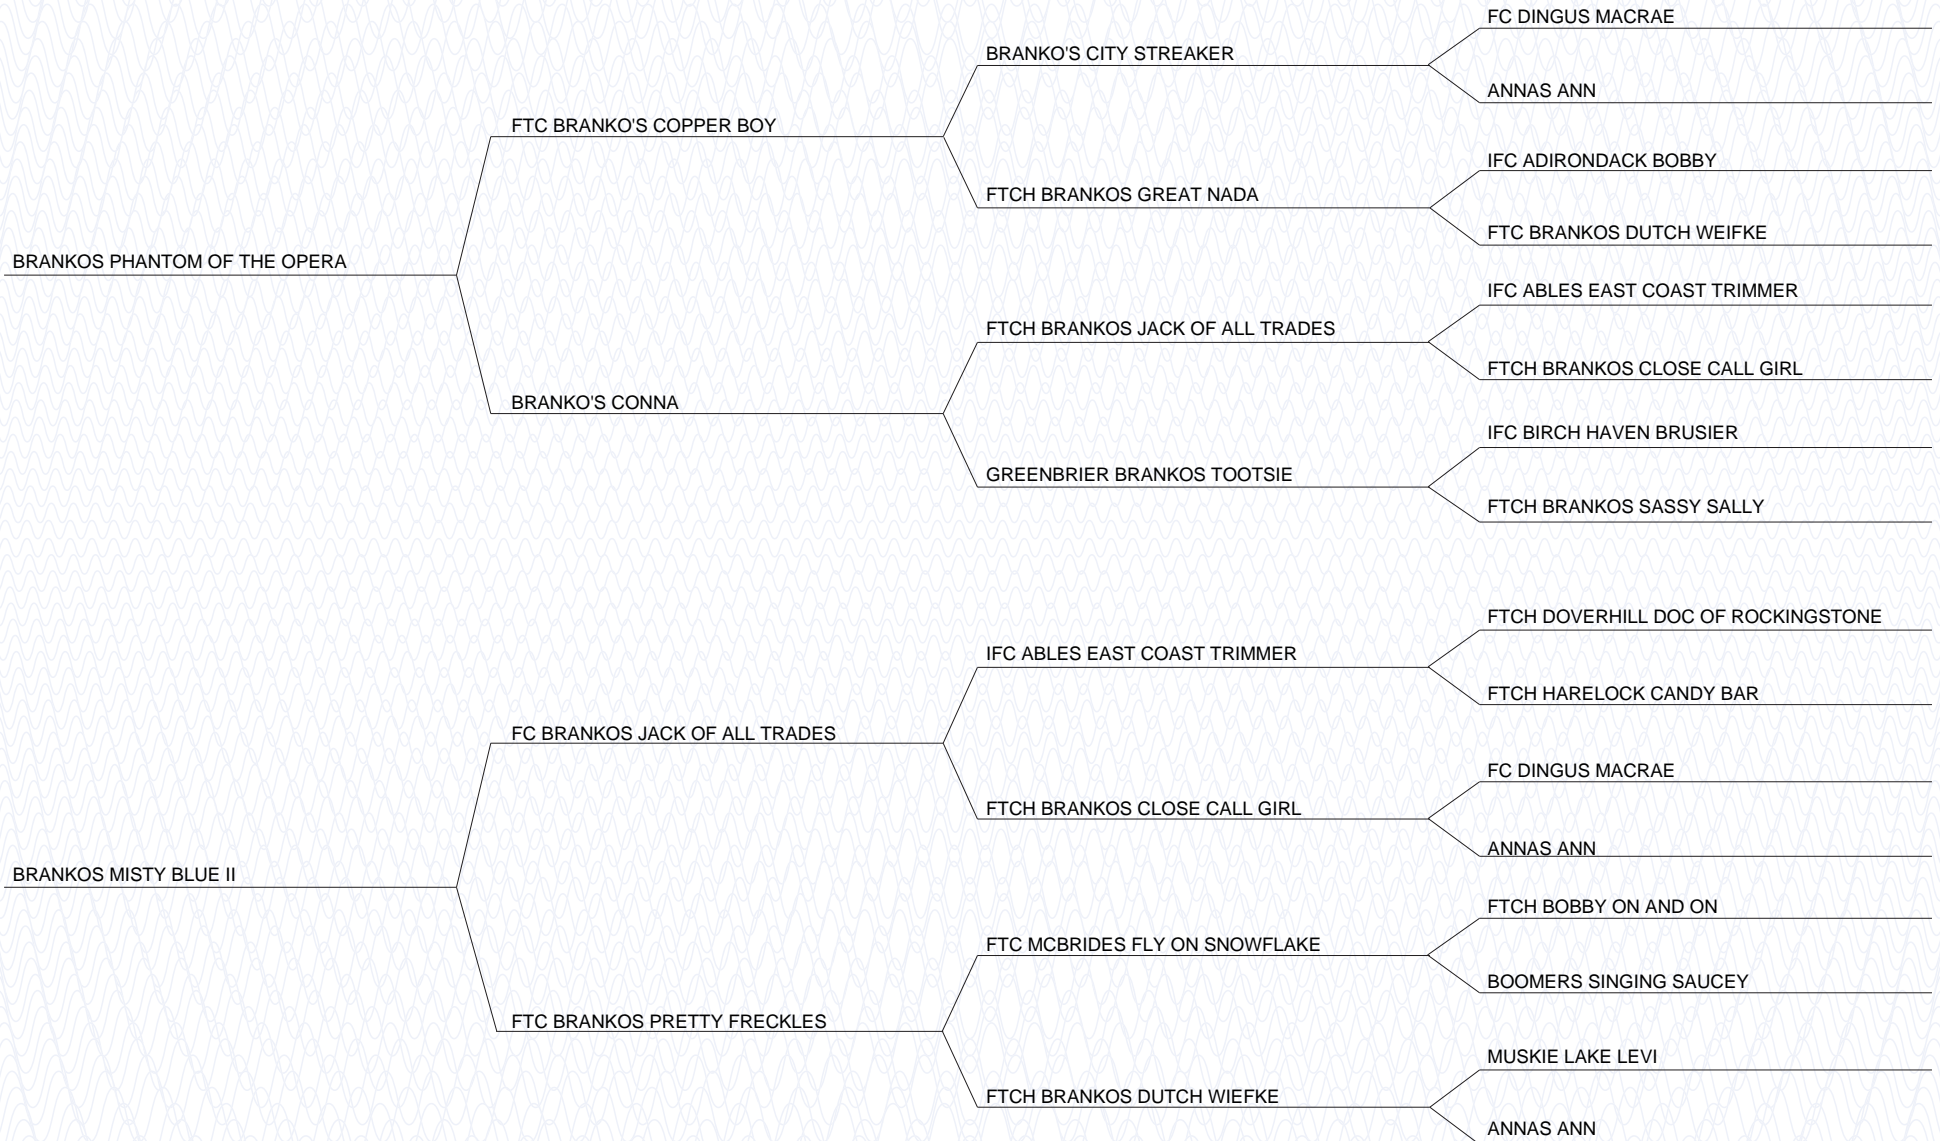 FC DINGUS MACRAE
BRANKO'S CITY STREAKER
ANNAS ANN
FTC BRANKO'S COPPER BOY
IFC ADIRONDACK BOBBY
FTCH BRANKOS GREAT NADA
FTC BRANKOS DUTCH WEIFKE
BRANKOS PHANTOM OF THE OPERA
IFC ABLES EAST COAST TRIMMER
FTCH BRANKOS JACK OF ALL TRADES
FTCH BRANKOS CLOSE CALL GIRL
BRANKO'S CONNA
IFC BIRCH HAVEN BRUSIER
GREENBRIER BRANKOS TOOTSIE
FTCH BRANKOS SASSY SALLY
FTCH DOVERHILL DOC OF ROCKINGSTONE
IFC ABLES EAST COAST TRIMMER
FTCH HARELOCK CANDY BAR
FC BRANKOS JACK OF ALL TRADES
FC DINGUS MACRAE
FTCH BRANKOS CLOSE CALL GIRL
ANNAS ANN
BRANKOS MISTY BLUE II
FTCH BOBBY ON AND ON
FTC MCBRIDES FLY ON SNOWFLAKE
BOOMERS SINGING SAUCEY
FTC BRANKOS PRETTY FRECKLES
MUSKIE LAKE LEVI
FTCH BRANKOS DUTCH WIEFKE
ANNAS ANN